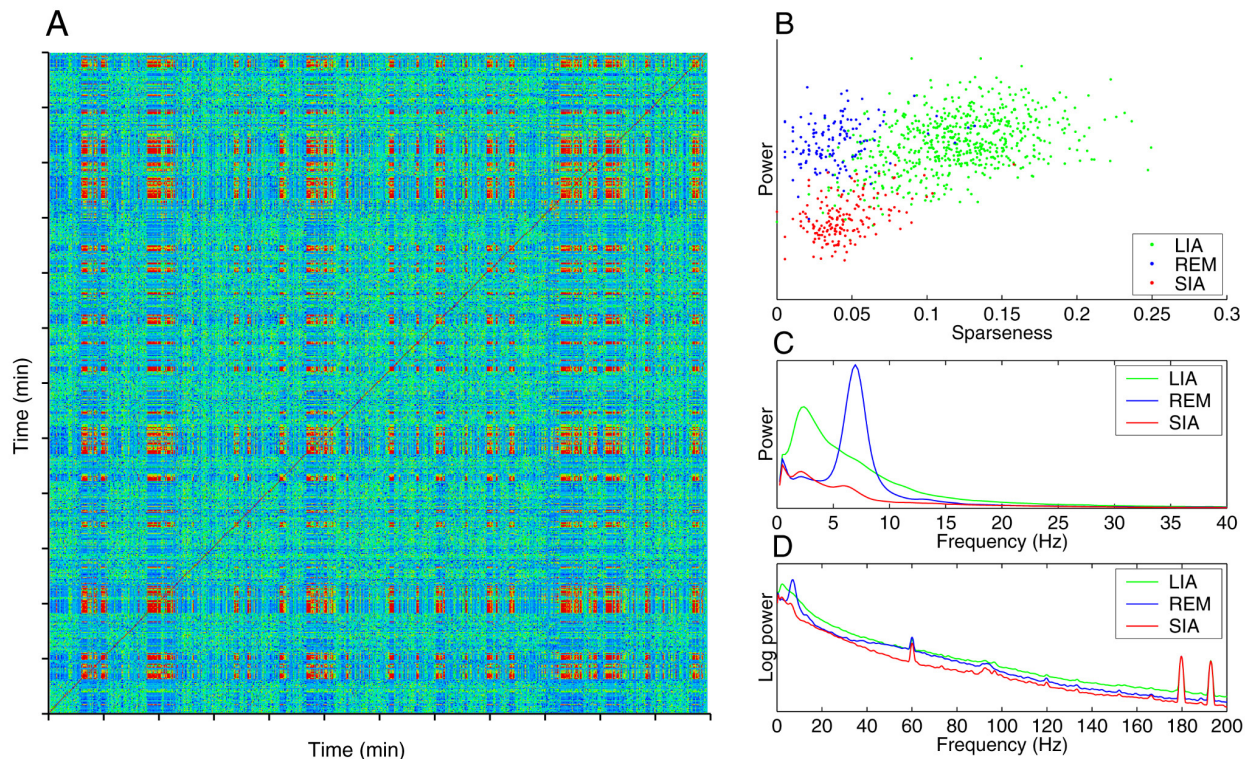 A
Time (min)
Time (min)
B
Power
LIA
REM
SIA
0 0.05 0.1 0.15 0.2 0.25 0.3
Sparseness
C
Power
LIA
REM
SIA
0 5 10 15 20 25 30 35 40
Frequency (Hz)
D
Log power
LIA
REM
SIA
0 20 40 60 80 100 120 140 160 180 200
Frequency (Hz)